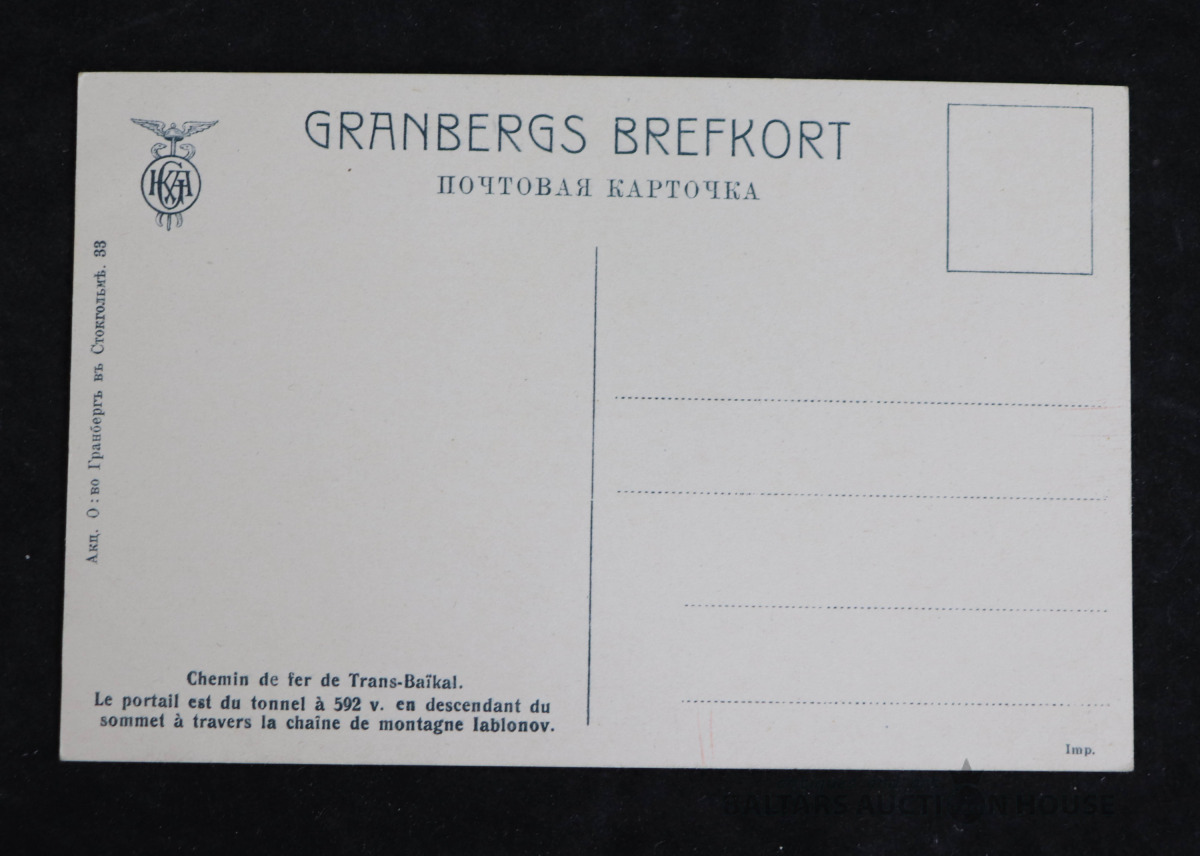 GRANBERGS BREFKORT
ПОЧТОВАЯ КАРТОЧКА
Акц. О:во Гранбергъ въ Стокгольмѣ. 33
Chemin de fer de Trans-Baïkal.
Le portail est du tonnel à 592 v. en descendant du
sommet à travers la chaîne de montagne Iablonov.
Imp.
BALTARS AUCTION HOUSE